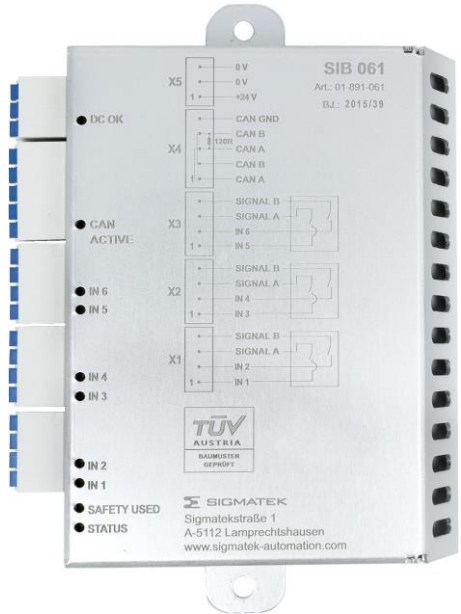 SIB 061
Art.: 01-891-061
BJ.: 2015/39
X5
0 V
0 V
1 +24 V
DC OK
X4
CAN GND
CAN B
120R
CAN A
CAN B
1 CAN A
CAN
ACTIVE
X3
SIGNAL B
SIGNAL A
IN 6
1 IN 5
IN 6
IN 5
X2
SIGNAL B
SIGNAL A
IN 4
1 IN 3
X1
SIGNAL B
SIGNAL A
IN 2
1 IN 1
IN 4
IN 3
TÜV
AUSTRIA
BAUMUSTER
GEPRÜFT
IN 2
IN 1
SAFETY USED
STATUS
SIGMATEK
Sigmatekstraße 1
A-5112 Lamprechtshausen
www.sigmatek-automation.com